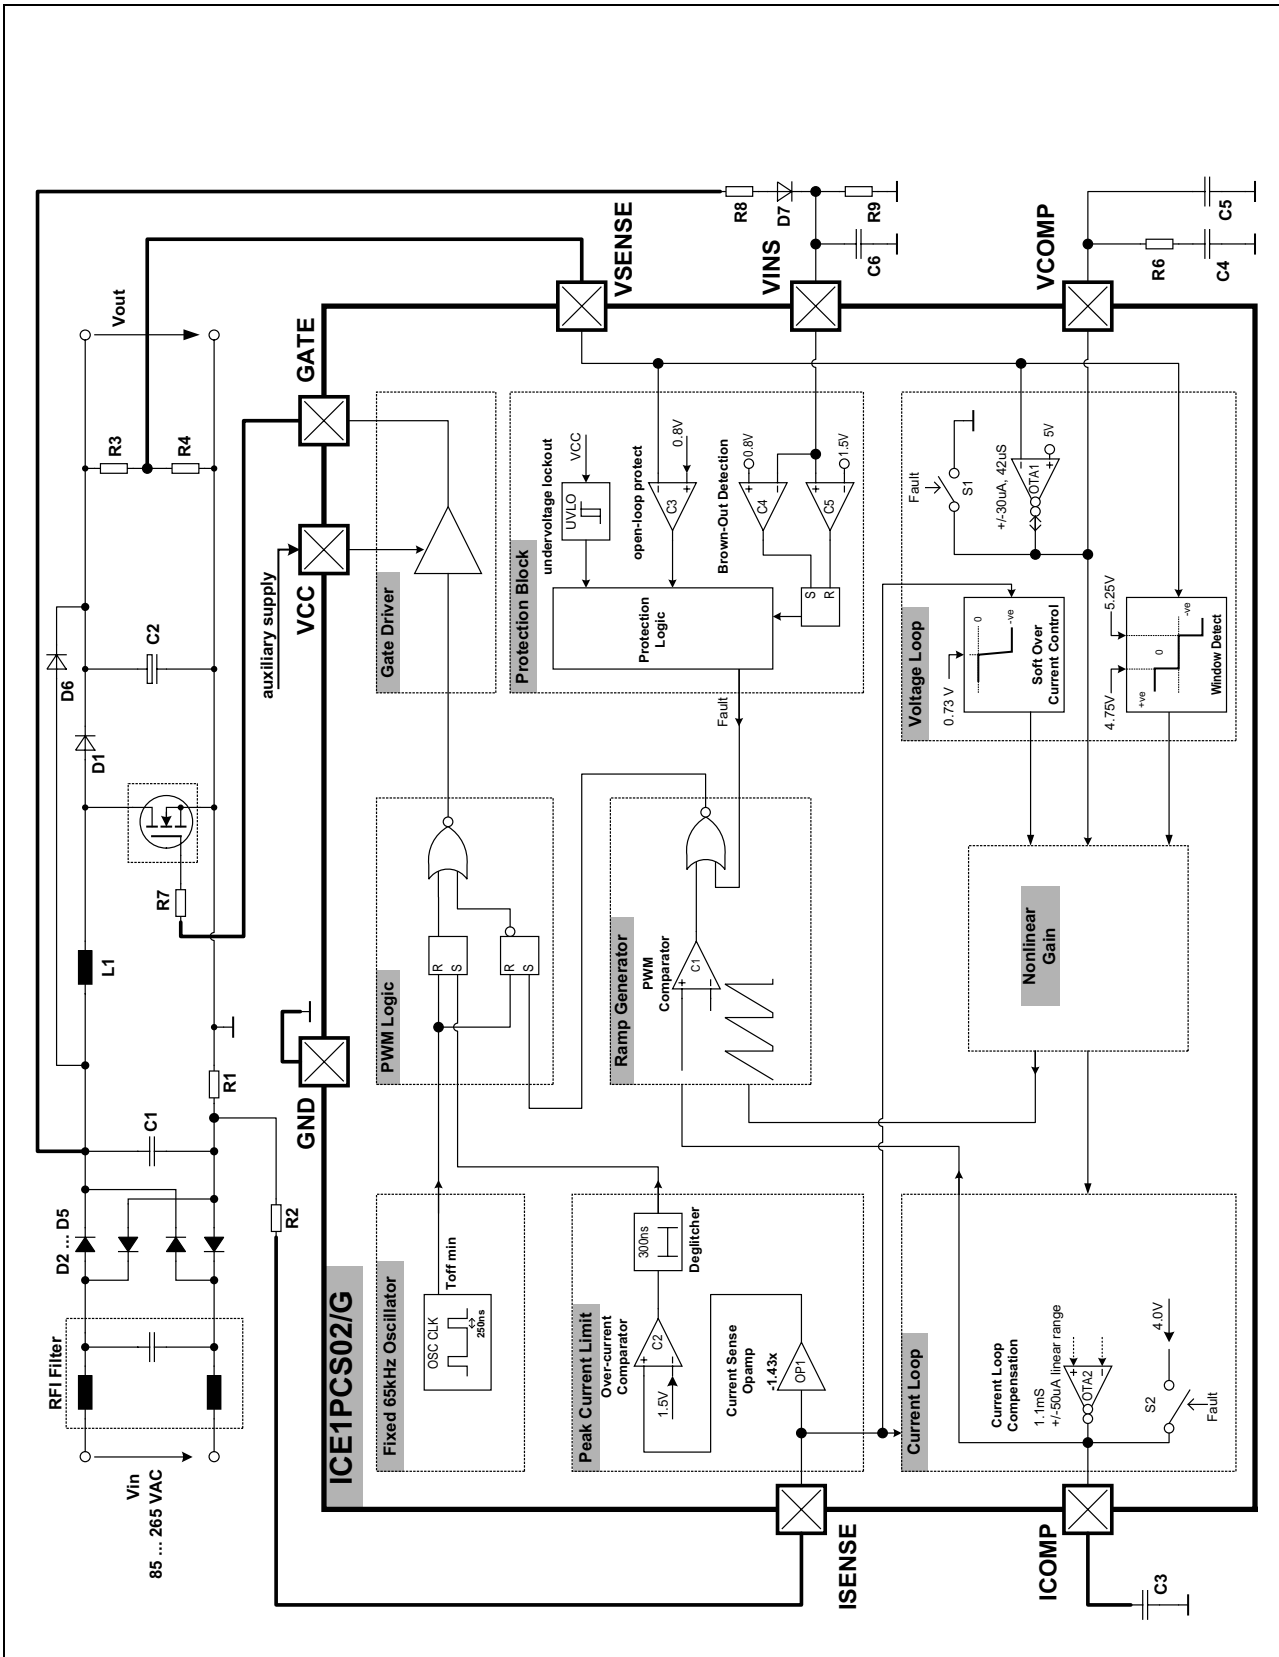 Vin
85 ... 265 VAC
RFI Filter
D2 ... D5
C1
R1
R2
L1
R7
D1
D6
C2
auxiliary supply
R3
R4
Vout
GND
VCC
GATE
VSENSE
VINS
VCOMP
ISENSE
ICOMP
R8
D7
R9
C6
R6
C4
C5
C3
ICE1PCS02/G
Fixed 65kHz Oscillator
OSC CLK
250ns
Toff min
PWM Logic
R
S
R
S
Gate Driver
Peak Current Limit
Over-current
Comparator
1.5V
+
−
C2
300ns
Deglitcher
Current Sense
Opamp
-1.43x
OP1
Ramp Generator
PWM
Comparator
+
−
C1
Protection Block
undervoltage lockout
UVLO
VCC
open-loop protect
0.8V
−
+
C3
Brown-Out Detection
0.8V
+
−
C4
+
−
C5
1.5V
S
R
Protection
Logic
Fault
Current Loop
Current Loop
Compensation
1.1mS
+/-50uA linear range
+
−
OTA2
4.0V
S2
Fault
Nonlinear
Gain
Voltage Loop
0.73 V
0
-ve
Soft Over
Current Control
Fault
S1
+/-30uA, 42uS
−
+
OTA1
5V
4.75V
5.25V
+ve
0
-ve
Window Detect